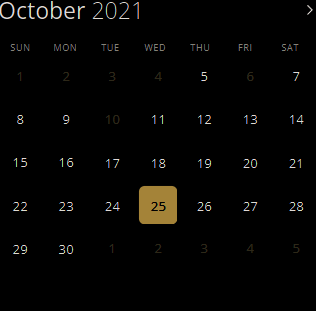 October 2021
SUN MON TUE WED THU FRI SAT
1 2 3 4 5 6 7
8 9 10 11 12 13 14
15 16 17 18 19 20 21
22 23 24 25 26 27 28
29 30 1 2 3 4 5